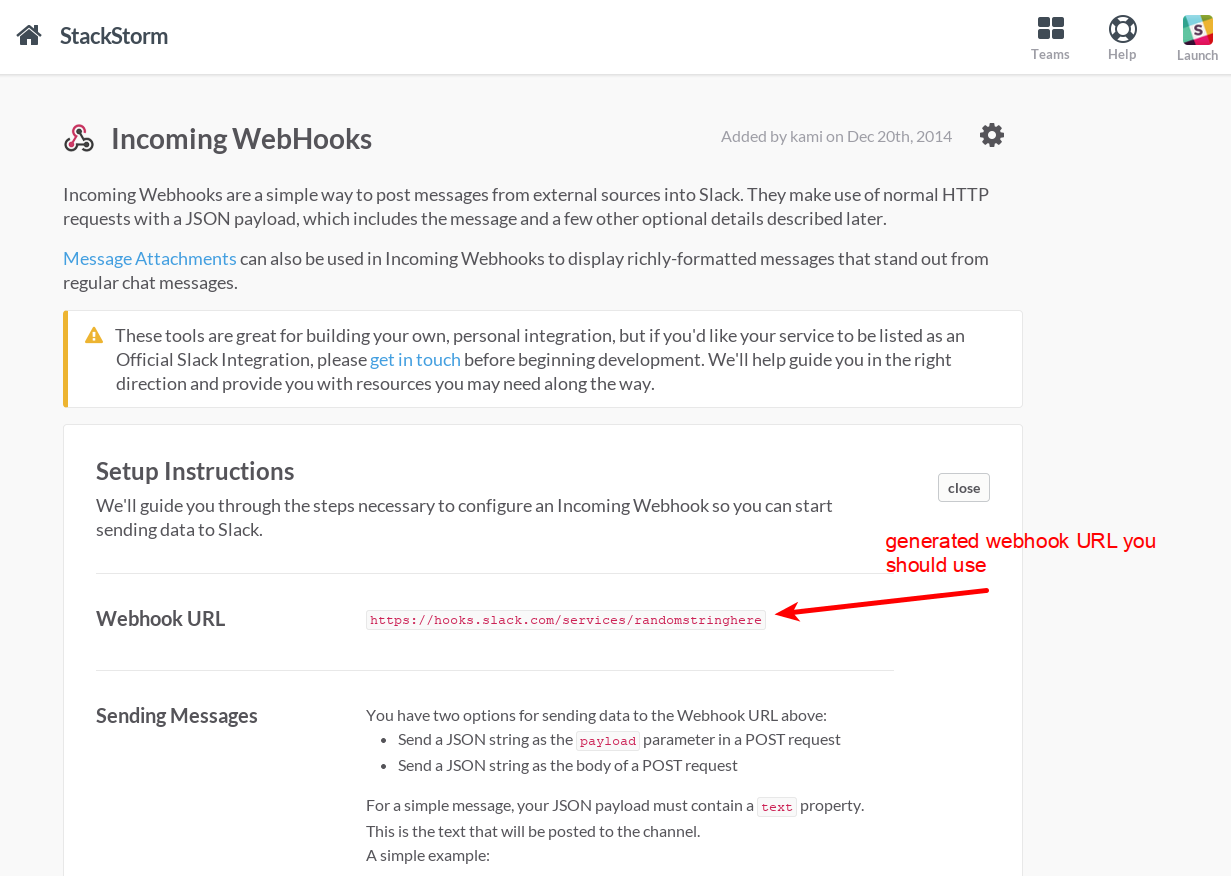 StackStorm
Teams
Help
S
Launch
Incoming WebHooks
Added by kami on Dec 20th, 2014
Incoming Webhooks are a simple way to post messages from external sources into Slack. They make use of normal HTTP
requests with a JSON payload, which includes the message and a few other optional details described later.
Message Attachments can also be used in Incoming Webhooks to display richly-formatted messages that stand out from
regular chat messages.
These tools are great for building your own, personal integration, but if you'd like your service to be listed as an
Official Slack Integration, please get in touch before beginning development. We'll help guide you in the right
direction and provide you with resources you may need along the way.
Setup Instructions
close
We'll guide you through the steps necessary to configure an Incoming Webhook so you can start
sending data to Slack.
generated webhook URL you
should use
Webhook URL
https://hooks.slack.com/services/randomstringhere
Sending Messages
You have two options for sending data to the Webhook URL above:
• Send a JSON string as the payload parameter in a POST request
• Send a JSON string as the body of a POST request
For a simple message, your JSON payload must contain a text property.
This is the text that will be posted to the channel.
A simple example: